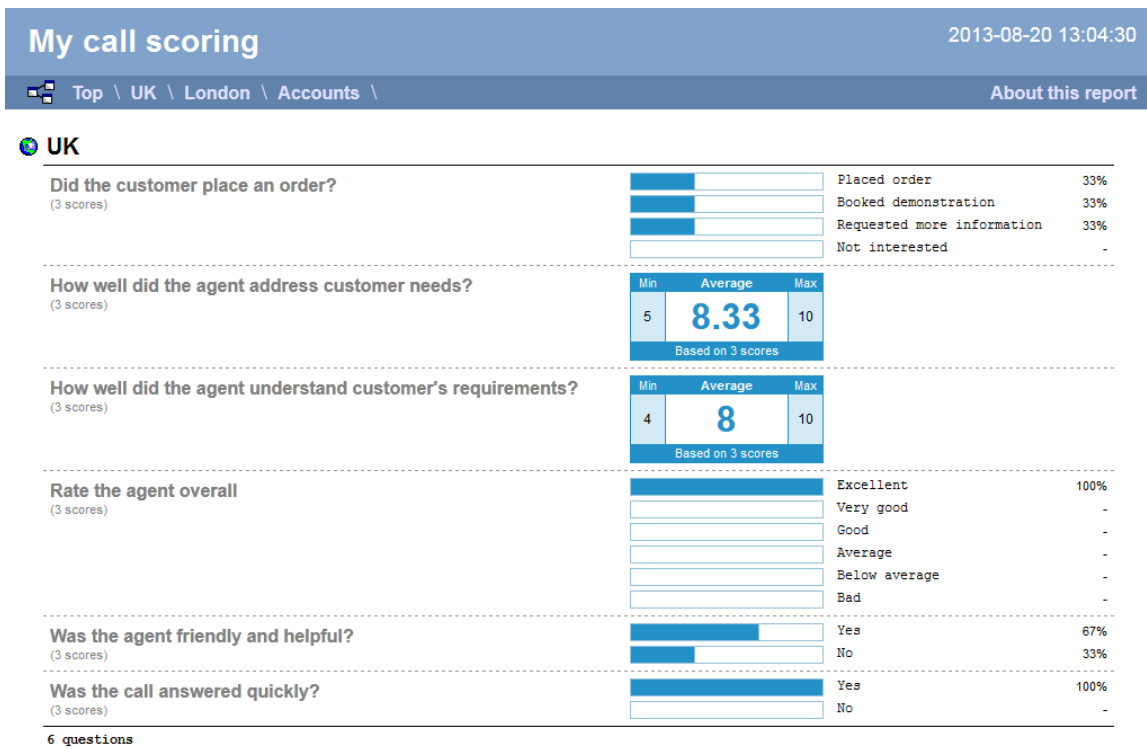 My call scoring 2013-08-20 13:04:30
Top \ UK \ London \ Accounts \ About this report
UK
Did the customer place an order?
(3 scores)
Placed order 33%
Booked demonstration 33%
Requested more information 33%
Not interested -
How well did the agent address customer needs?
(3 scores)
Min Average Max
5 8.33 10
Based on 3 scores
How well did the agent understand customer's requirements?
(3 scores)
Min Average Max
4 8 10
Based on 3 scores
Rate the agent overall
(3 scores)
Excellent 100%
Very good -
Good -
Average -
Below average -
Bad -
Was the agent friendly and helpful?
(3 scores)
Yes 67%
No 33%
Was the call answered quickly?
(3 scores)
Yes 100%
No -
6 questions